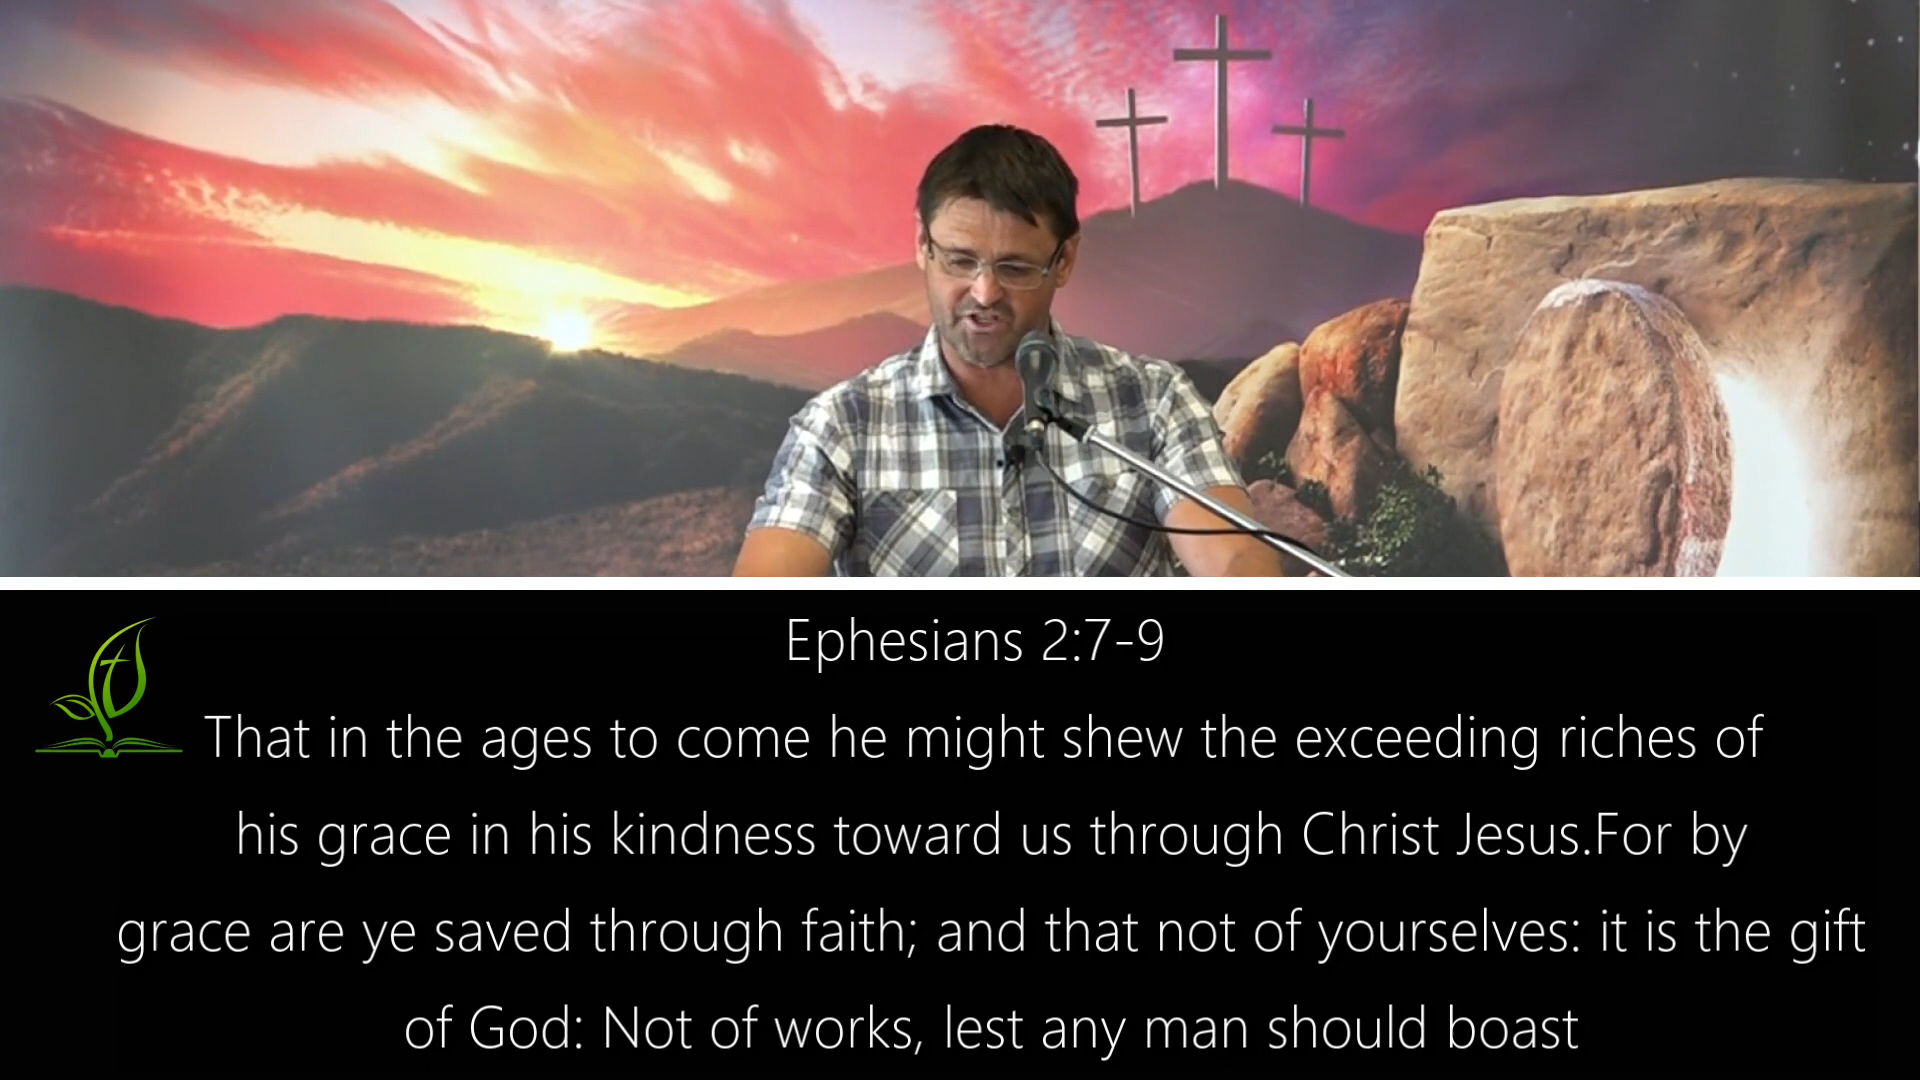 Ephesians 2:7-9
That in the ages to come he might shew the exceeding riches of
his grace in his kindness toward us through Christ Jesus.For by
grace are ye saved through faith; and that not of yourselves: it is the gift
of God: Not of works, lest any man should boast